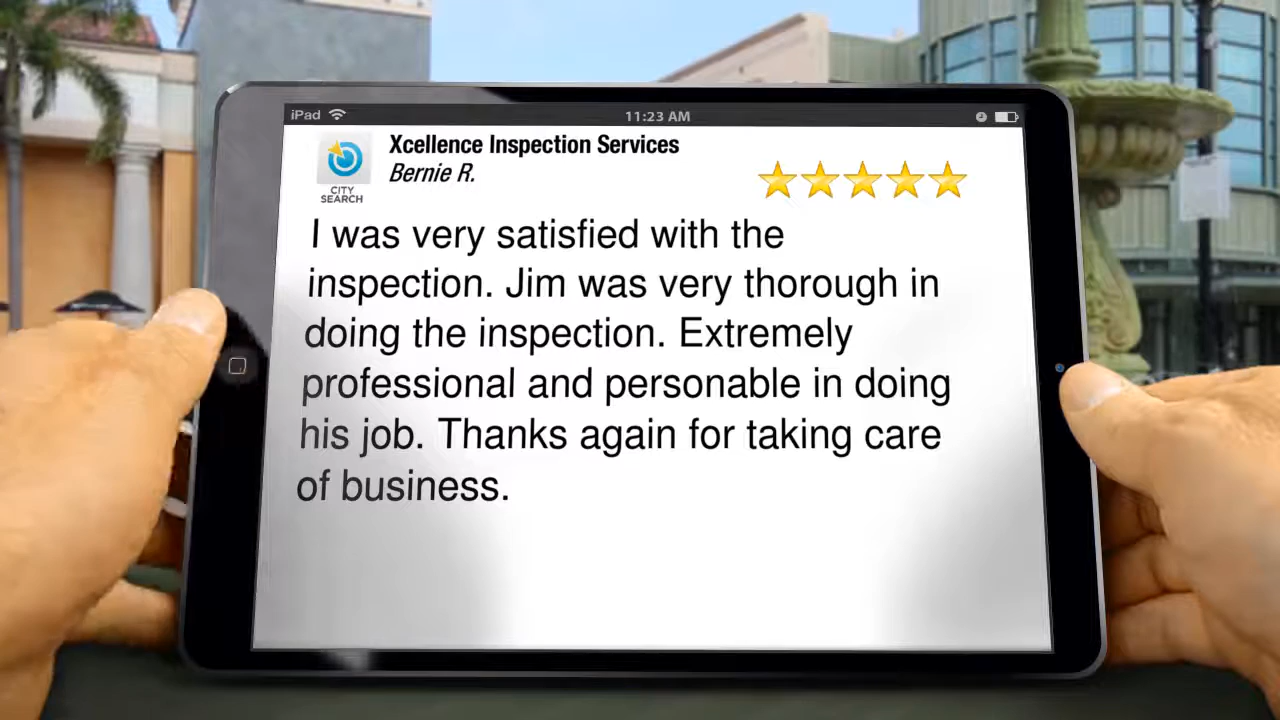 iPad 11:23 AM
Xcellence Inspection Services
Bernie R.
CITY
SEARCH
I was very satisfied with the
inspection. Jim was very thorough in
doing the inspection. Extremely
professional and personable in doing
his job. Thanks again for taking care
of business.